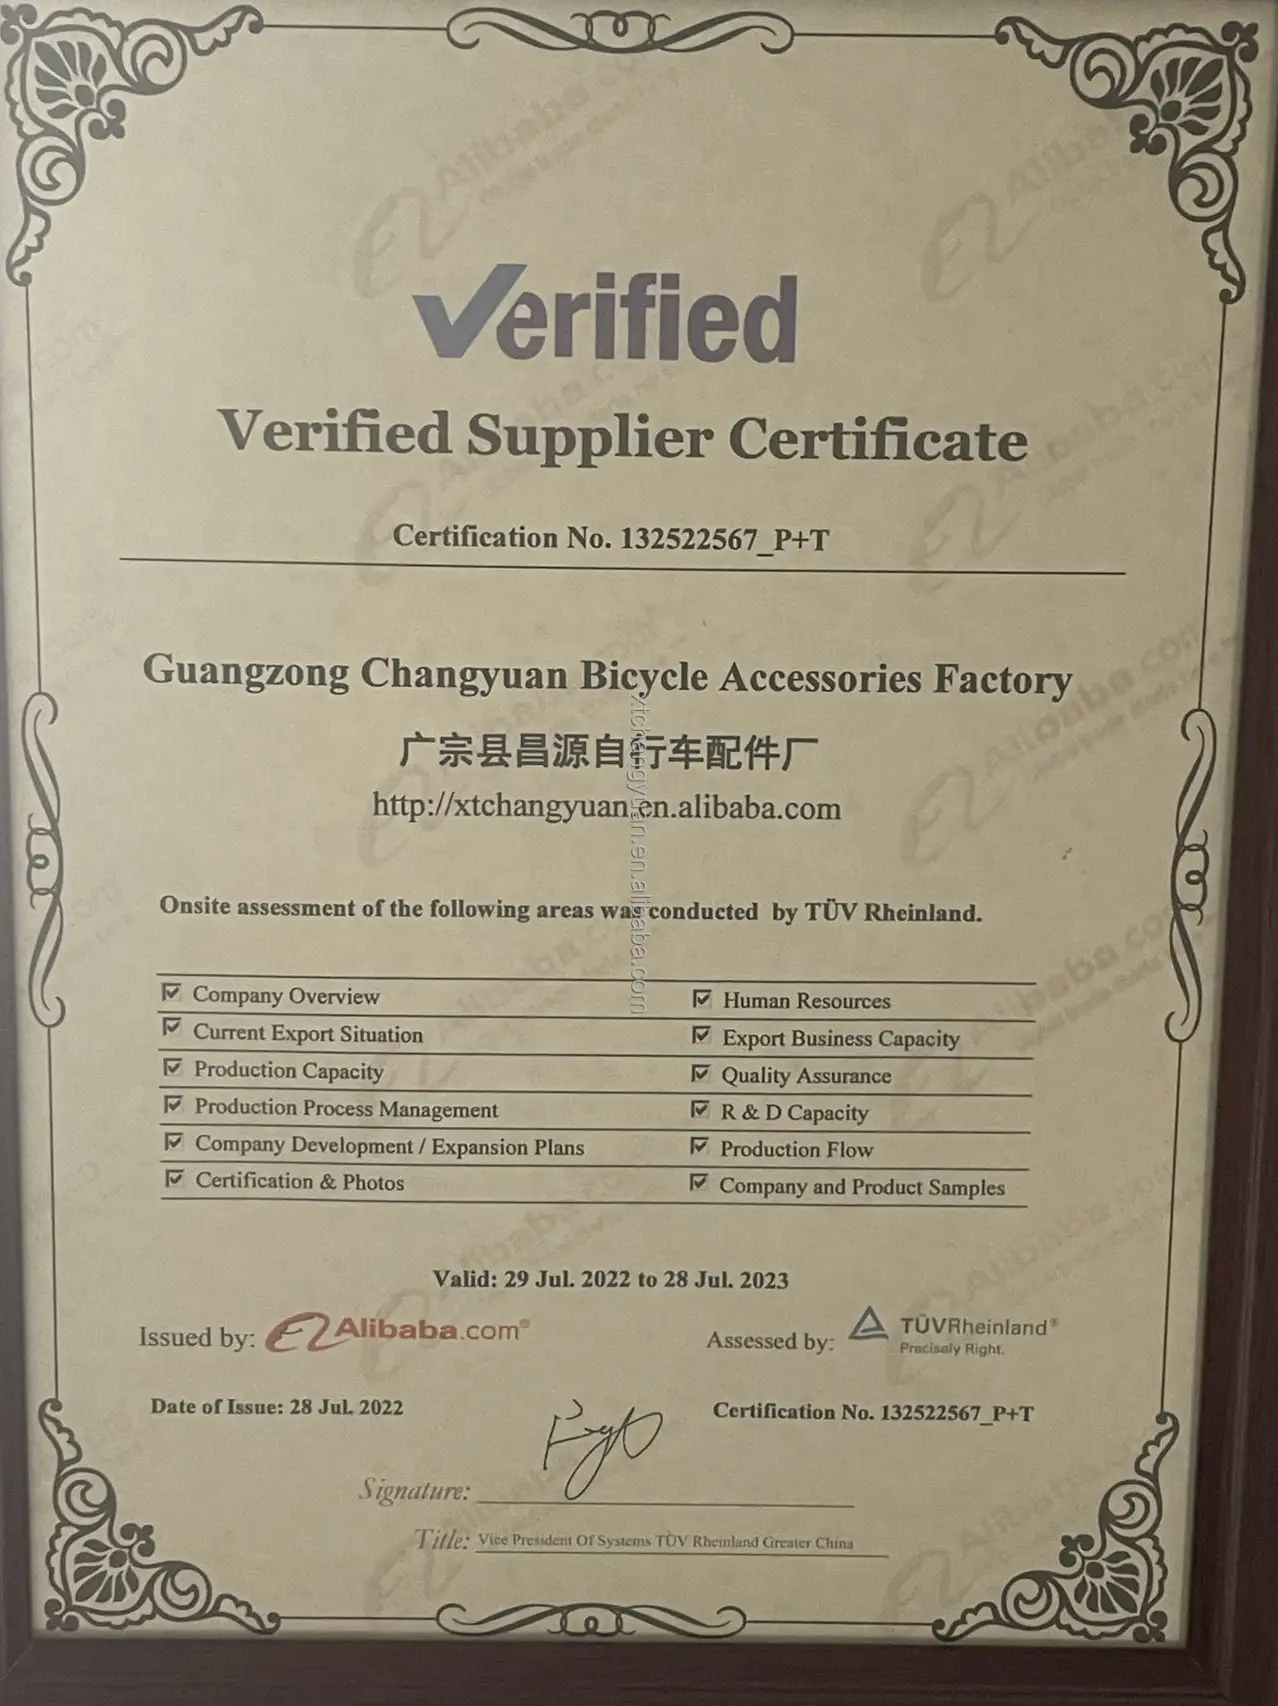 Verified
Verified Supplier Certificate
Certification No. 132522567_P+T
Guangzong Changyuan Bicycle Accessories Factory
广宗县昌源自行车配件厂
http://xtchangyuan.en.alibaba.com
xtchangyuan.en.alibaba.com
Onsite assessment of the following areas was conducted by TÜV Rheinland.
Company Overview
Human Resources
Current Export Situation
Export Business Capacity
Production Capacity
Quality Assurance
Production Process Management
R & D Capacity
Company Development / Expansion Plans
Production Flow
Certification & Photos
Company and Product Samples
Valid: 29 Jul. 2022 to 28 Jul. 2023
Issued by: Alibaba.com®
Assessed by: TÜVRheinland®
Precisely Right.
Date of Issue: 28 Jul. 2022
Certification No. 132522567_P+T
Signature:
Title: Vice President Of Systems TÜV Rheinland Greater China